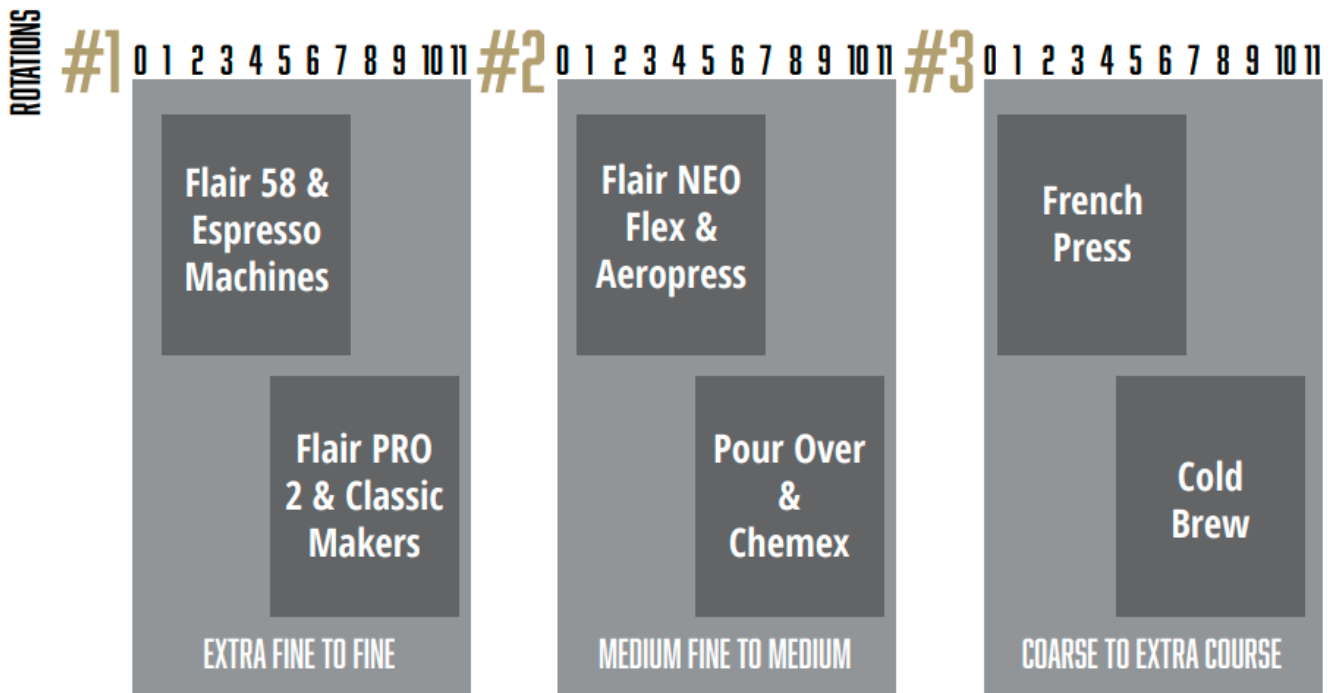 ROTATIONS
#1 0 1 2 3 4 5 6 7 8 9 10 11
#2 0 1 2 3 4 5 6 7 8 9 10 11
#3 0 1 2 3 4 5 6 7 8 9 10 11
Flair 58 &
Espresso
Machines
Flair PRO
2 & Classic
Makers
EXTRA FINE TO FINE
Flair NEO
Flex &
Aeropress
Pour Over
&
Chemex
MEDIUM FINE TO MEDIUM
French
Press
Cold
Brew
COARSE TO EXTRA COURSE